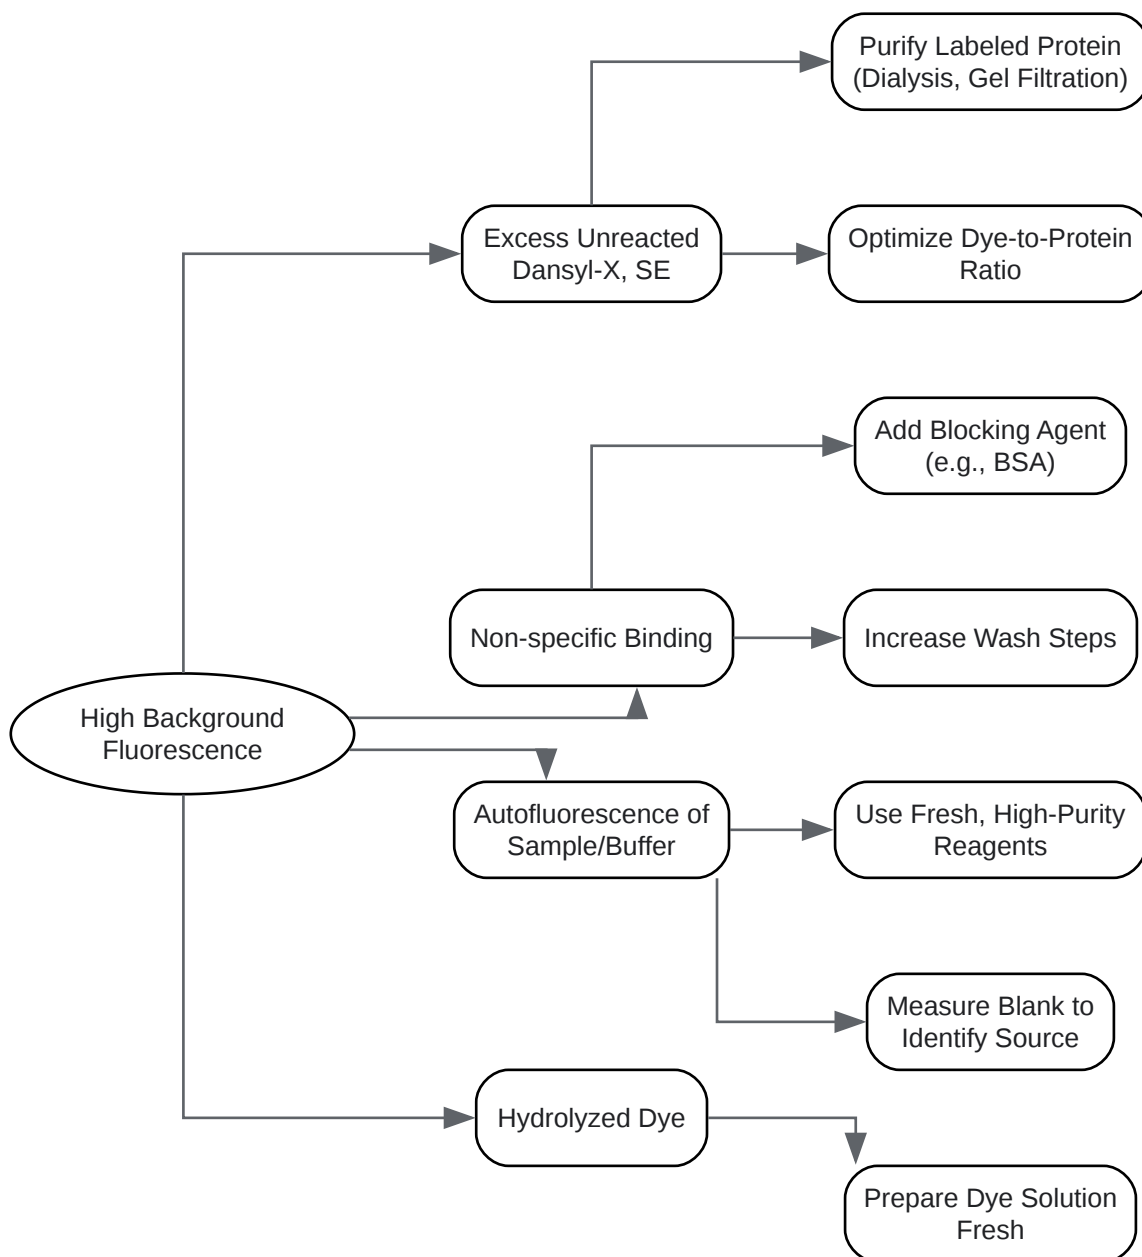 Purify Labeled Protein
(Dialysis, Gel Filtration)
Excess Unreacted
Dansyl-X, SE
Optimize Dye-to-Protein
Ratio
Add Blocking Agent
(e.g., BSA)
Non-specific Binding
Increase Wash Steps
High Background
Fluorescence
Autofluorescence of
Sample/Buffer
Use Fresh, High-Purity
Reagents
Measure Blank to
Identify Source
Hydrolyzed Dye
Prepare Dye Solution
Fresh